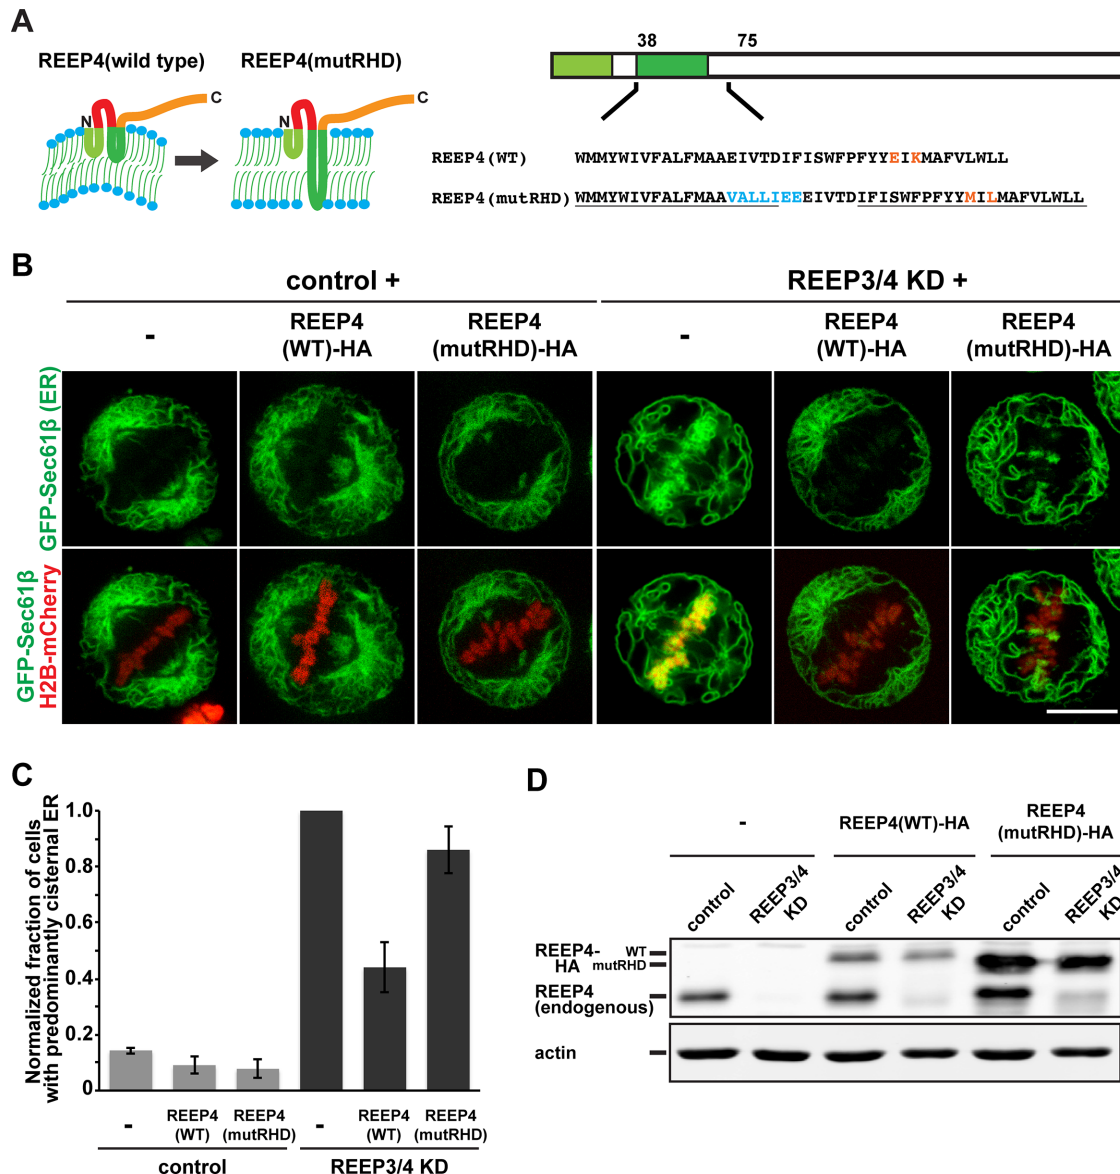 A
REEP4(wild type)
REEP4(mutRHD)
N
C
N
C
38
75
REEP4(WT) WMMYWIVFALFMAAEIVTDIFISWFPFYYEIKMAFVLWLL
REEP4(mutRHD) WMMYWIVFALFMAAVALLIEEEIVTDIFISWFPFYYMILMAFVLWLL
B
control +
REEP3/4 KD +
-
REEP4
(WT)-HA
REEP4
(mutRHD)-HA
-
REEP4
(WT)-HA
REEP4
(mutRHD)-HA
GFP-Sec61β (ER)
GFP-Sec61β
H2B-mCherry
C
Normalized fraction of cells
with predominantly cisternal ER
1.0
0.8
0.6
0.4
0.2
0
-
REEP4
(WT)
REEP4
(mutRHD)
-
REEP4
(WT)
REEP4
(mutRHD)
control
REEP3/4 KD
D
-
REEP4(WT)-HA
REEP4
(mutRHD)-HA
control
REEP3/4
KD
control
REEP3/4
KD
control
REEP3/4
KD
REEP4-
HA
WT
mutRHD
REEP4
(endogenous)
actin